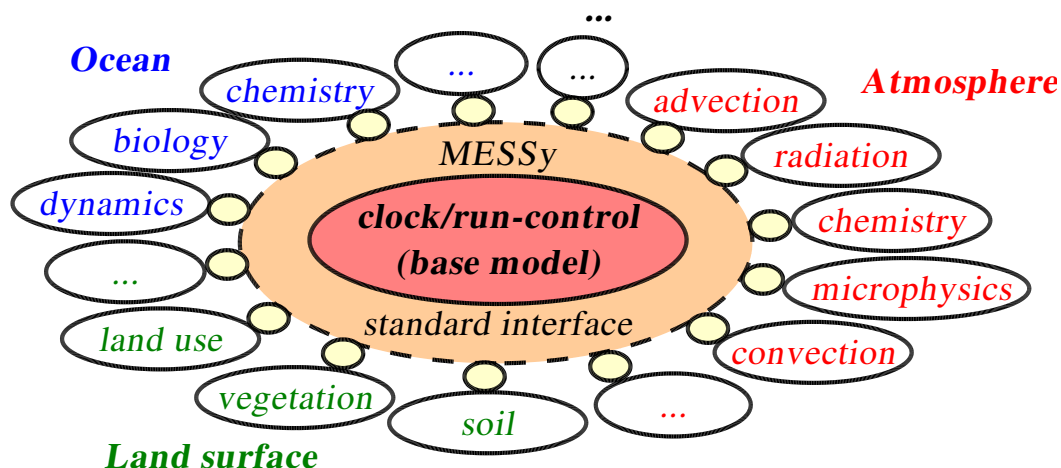 ...
Ocean
Atmosphere
...
...
chemistry
advection
biology
MESSy
radiation
dynamics
clock/run-control
(base model)
chemistry
...
microphysics
land use
standard interface
convection
vegetation
soil
...
Land surface